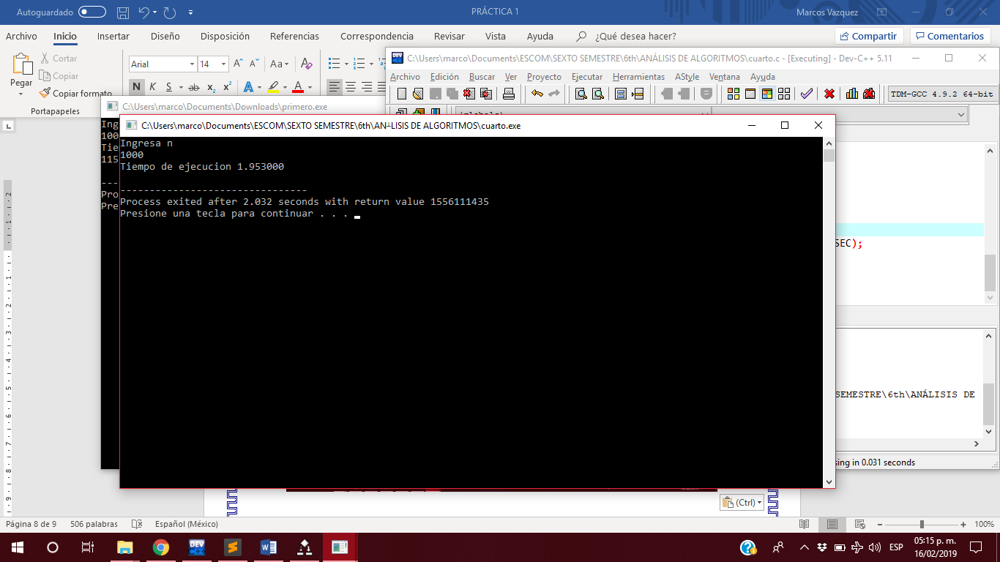 Autoguardado
PRÁCTICA 1
Marcos Vazquez
Archivo Inicio Insertar Diseño Disposición Referencias Correspondencia Revisar Vista Ayuda ¿Qué desea hacer? Compartir Comentarios
Pegar
Cortar
Copiar
Copiar formato
Portapapeles
Arial 14
Aa
N K S ab x₂ x²
C:\Users\marco\Documents\ESCOM\SEXTO SEMESTRE\6th\ANÁLISIS DE ALGORITMOS\cuarto.c - [Executing] - Dev-C++ 5.11
Archivo Edición Buscar Ver Proyecto Ejecutar Herramientas AStyle Ventana Ayuda
TDM-GCC 4.9.2 64-bit
C:\Users\marco\Documents\Downloads\primero.exe
Ing
100
Tie
115
---
Pro
Pre
C:\Users\marco\Documents\ESCOM\SEXTO SEMESTRE\6th\AN┴LISIS DE ALGORITMOS\cuarto.exe
Ingresa n
1000
Tiempo de ejecucion 1.953000
--------------------------------
Process exited after 2.032 seconds with return value 1556111435
Presione una tecla para continuar . . .
SEC);
SEMESTRE\6th\ANÁLISIS DE
sing in 0.031 seconds
(Ctrl)
Página 8 de 9 506 palabras Español (México) 100%
ESP
05:15 p. m.
16/02/2019